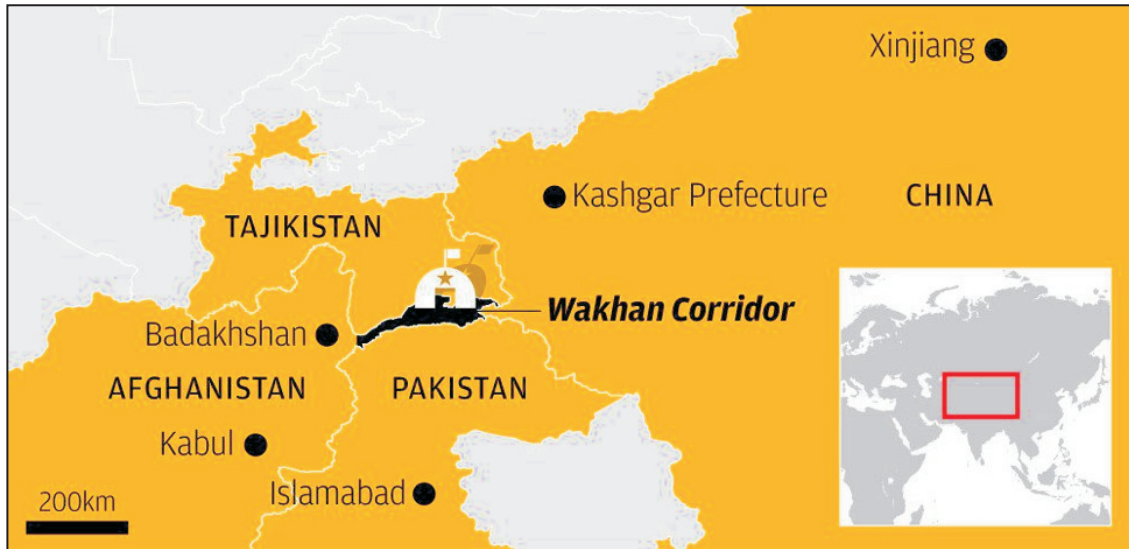 Xinjiang
Kashgar Prefecture
CHINA
TAJIKISTAN
Wakhan Corridor
Badakhshan
AFGHANISTAN
PAKISTAN
Kabul
Islamabad
200km